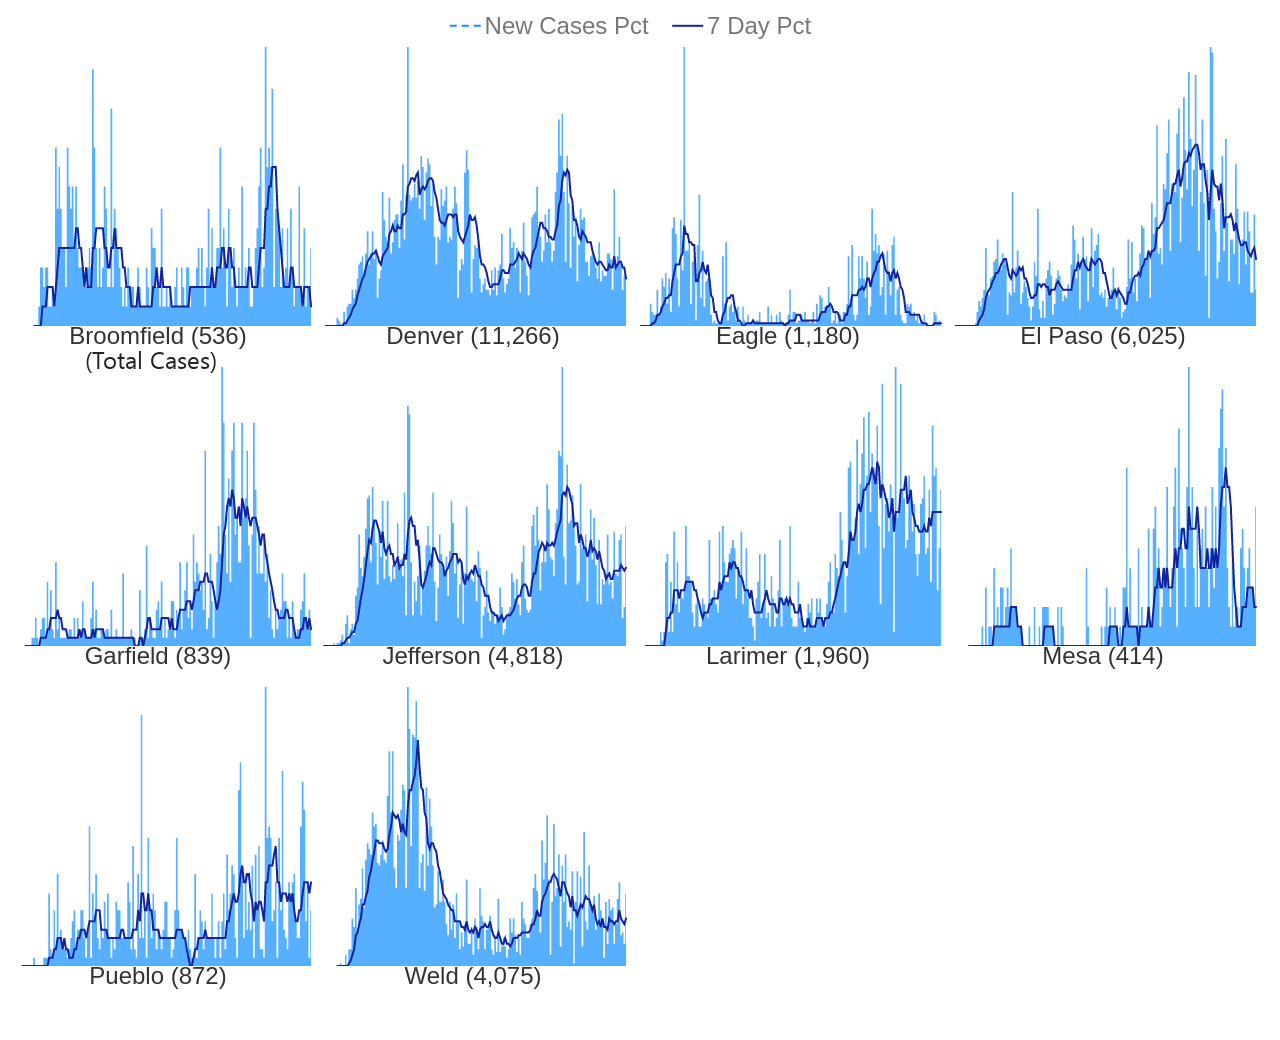 New Cases Pct 7 Day Pct
Broomfield (536)
(Total Cases)
Denver (11,266)
Eagle (1,180)
El Paso (6,025)
Garfield (839)
Jefferson (4,818)
Larimer (1,960)
Mesa (414)
Pueblo (872)
Weld (4,075)